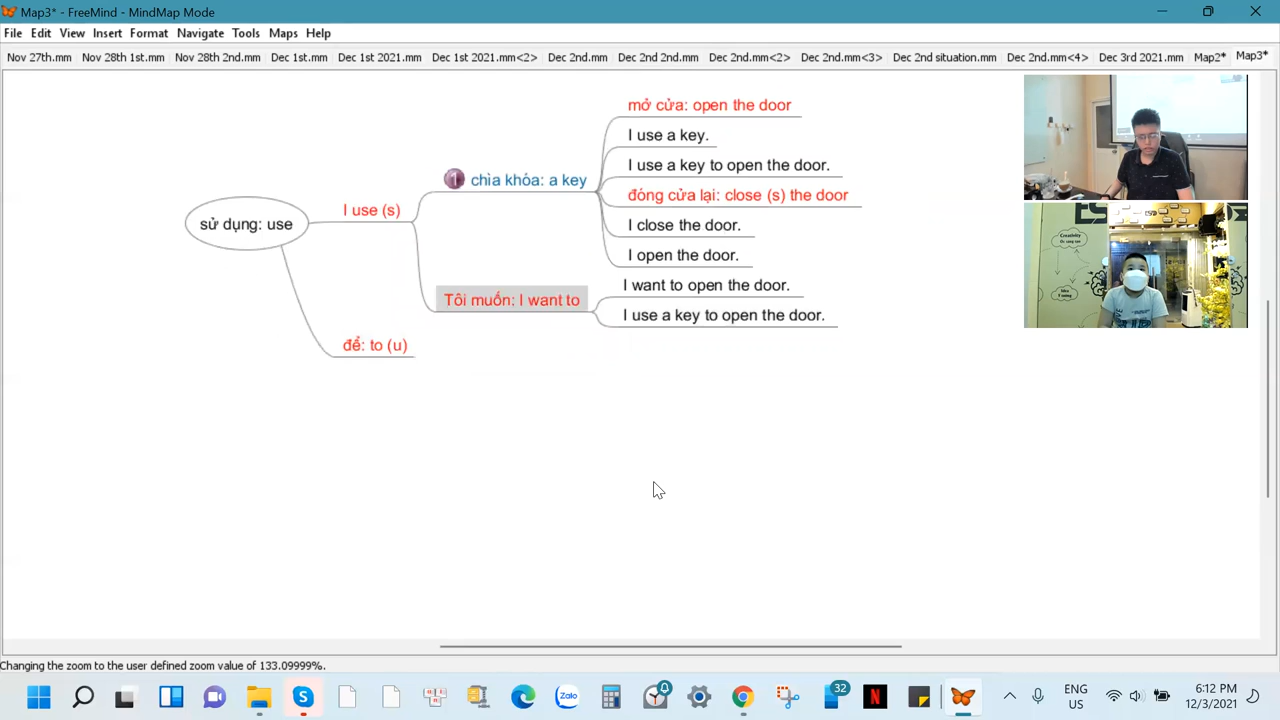 Map3* - FreeMind - MindMap Mode
File Edit View Insert Format Navigate Tools Maps Help
Nov 27th.mm Nov 28th 1st.mm Nov 28th 2nd.mm Dec 1st.mm Dec 1st 2021.mm Dec 1st 2021.mm<2> Dec 2nd.mm Dec 2nd 2nd.mm Dec 2nd.mm<2> Dec 2nd.mm<3> Dec 2nd situation.mm Dec 2nd.mm<4> Dec 3rd 2021.mm Map2* Map3*
sử dụng: use
I use (s)
1 chìa khóa: a key
mở cửa: open the door
I use a key.
I use a key to open the door.
đóng cửa lại: close (s) the door
I close the door.
I open the door.
Tôi muốn: I want to
I want to open the door.
I use a key to open the door.
để: to (u)
Creativity
Idea
Ý tưởng
Changing the zoom to the user defined zoom value of 133.09999%.
S
Zalo
32
N
ENG
US
6:12 PM
12/3/2021